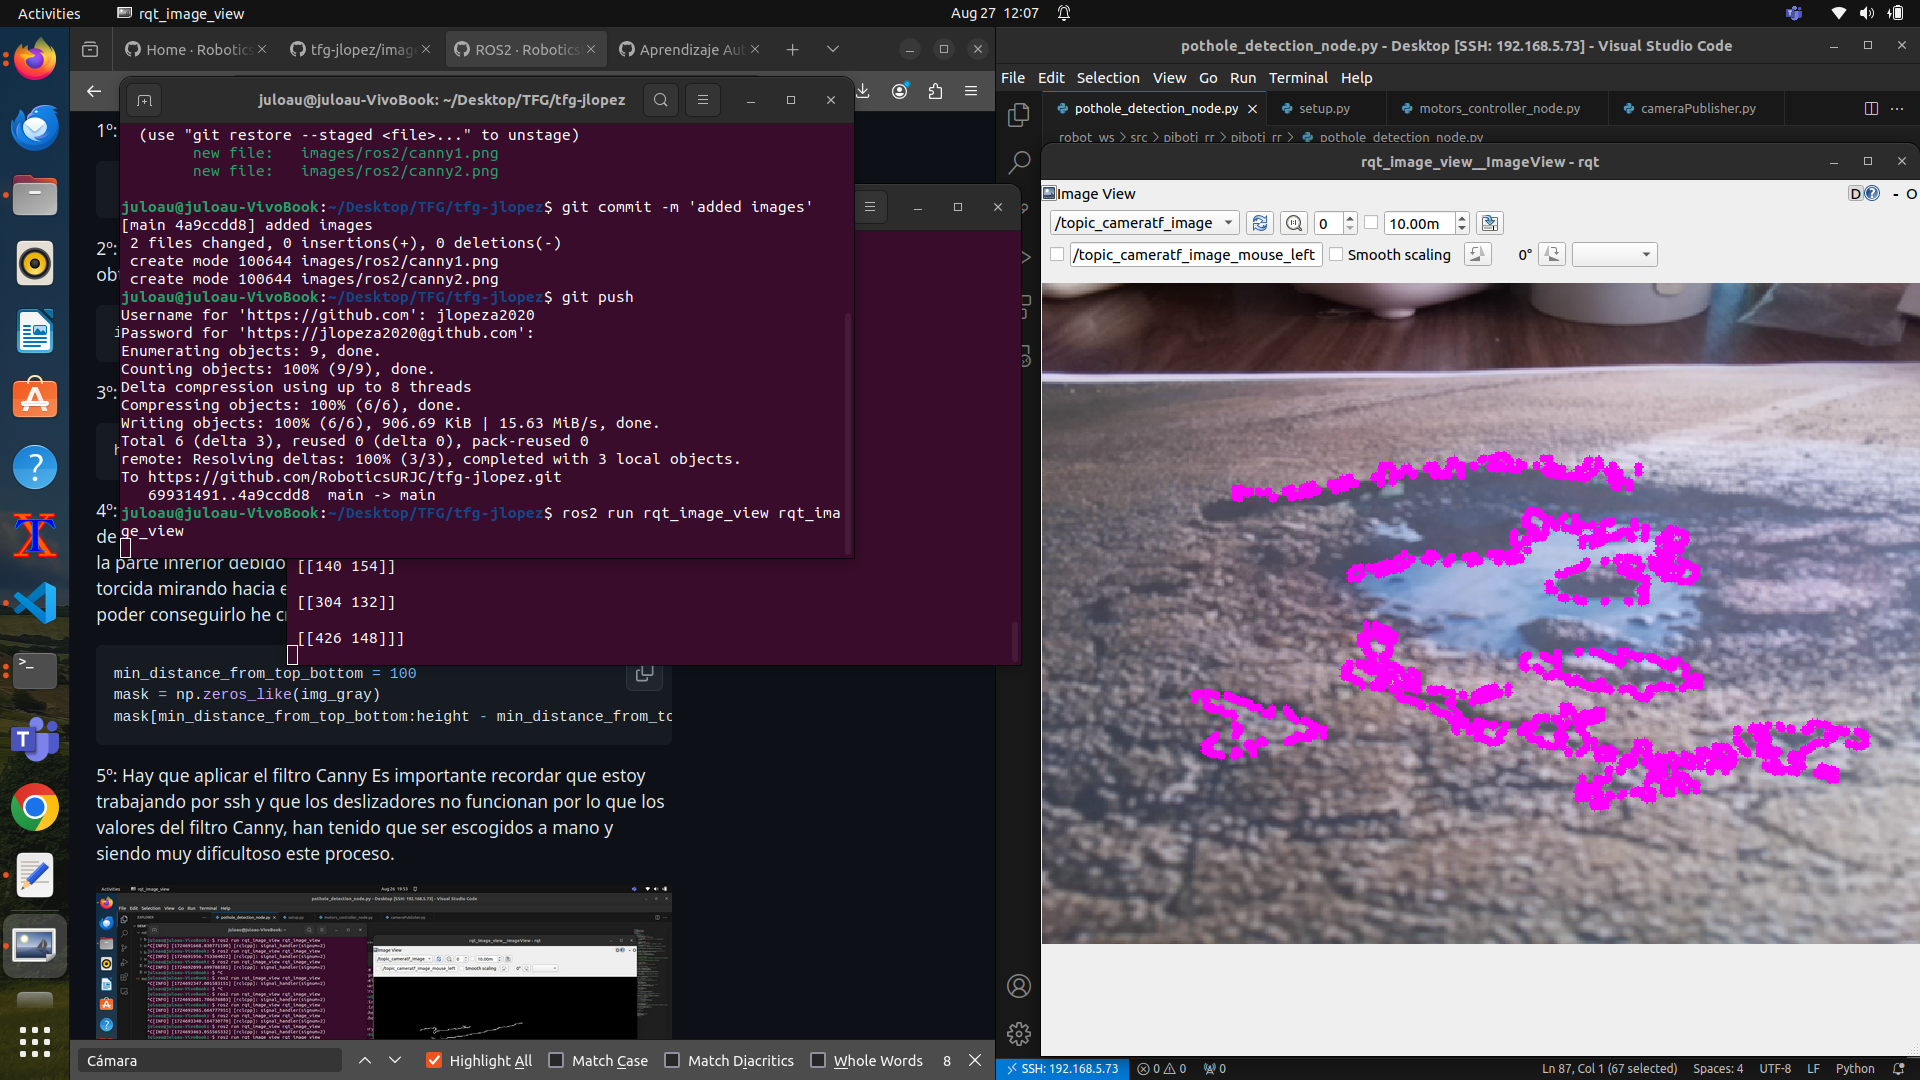 Activities
rqt_image_view
Aug 27 12:07
Home · Robotics
tfg-jlopez/imag
ROS2 · Robotics
Aprendizaje Aut
pothole_detection_node.py - Desktop [SSH: 192.168.5.73] - Visual Studio Code
File Edit Selection View Go Run Terminal Help
pothole_detection_node.py
setup.py
motors_controller_node.py
cameraPublisher.py
robot_ws > src > piboti_rr > piboti_rr > pothole_detection_node.py
juloau@juloau-VivoBook: ~/Desktop/TFG/tfg-jlopez
(use "git restore --staged <file>..." to unstage)
new file:   images/ros2/canny1.png
new file:   images/ros2/canny2.png
juloau@juloau-VivoBook:~/Desktop/TFG/tfg-jlopez$ git commit -m 'added images'
[main 4a9ccdd8] added images
2 files changed, 0 insertions(+), 0 deletions(-)
create mode 100644 images/ros2/canny1.png
create mode 100644 images/ros2/canny2.png
juloau@juloau-VivoBook:~/Desktop/TFG/tfg-jlopez$ git push
Username for 'https://github.com': jlopeza2020
Password for 'https://jlopeza2020@github.com':
Enumerating objects: 9, done.
Counting objects: 100% (9/9), done.
Delta compression using up to 8 threads
Compressing objects: 100% (6/6), done.
Writing objects: 100% (6/6), 906.69 KiB | 15.63 MiB/s, done.
Total 6 (delta 3), reused 0 (delta 0), pack-reused 0
remote: Resolving deltas: 100% (3/3), completed with 3 local objects.
To https://github.com/RoboticsURJC/tfg-jlopez.git
69931491..4a9ccdd8  main -> main
juloau@juloau-VivoBook:~/Desktop/TFG/tfg-jlopez$ ros2 run rqt_image_view rqt_ima
ge_view
[[140 154]]
[[304 132]]
[[426 148]]]
1º:
2º:
3º:
4º:
de
la parte inferior debido
torcida mirando hacia e
poder conseguirlo he c
min_distance_from_top_bottom = 100
mask = np.zeros_like(img_gray)
mask[min_distance_from_top_bottom:height - min_distance_from_to
5º: Hay que aplicar el filtro Canny Es importante recordar que estoy
trabajando por ssh y que los deslizadores no funcionan por lo que los
valores del filtro Canny, han tenido que ser escogidos a mano y
siendo muy dificultoso este proceso.
Cámara
Highlight All
Match Case
Match Diacritics
Whole Words
8
rqt_image_view__ImageView - rqt
Image View
D
- O
/topic_cameratf_image
0
10.00m
/topic_cameratf_image_mouse_left
Smooth scaling
0°
SSH: 192.168.5.73
0 0
0
Ln 87, Col 1 (67 selected)
Spaces: 4
UTF-8
LF
Python